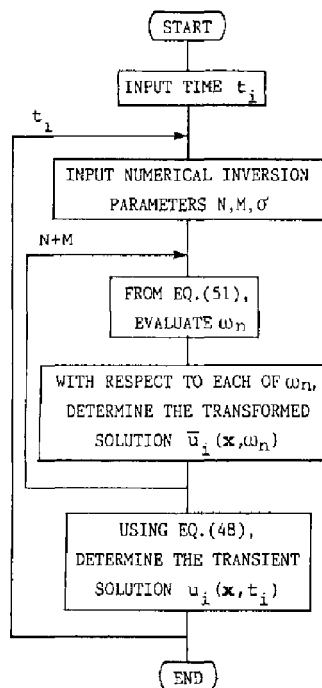 START
INPUT TIME t_i
t_i
INPUT NUMERICAL INVERSION
PARAMETERS N,M,σ
N+M
FROM EQ.(51),
EVALUATE ω_n
WITH RESPECT TO EACH OF ω_n,
DETERMINE THE TRANSFORMED
SOLUTION u̅_i(x,ω_n)
USING EQ.(48),
DETERMINE THE TRANSIENT
SOLUTION u_i(x,t_i)
END